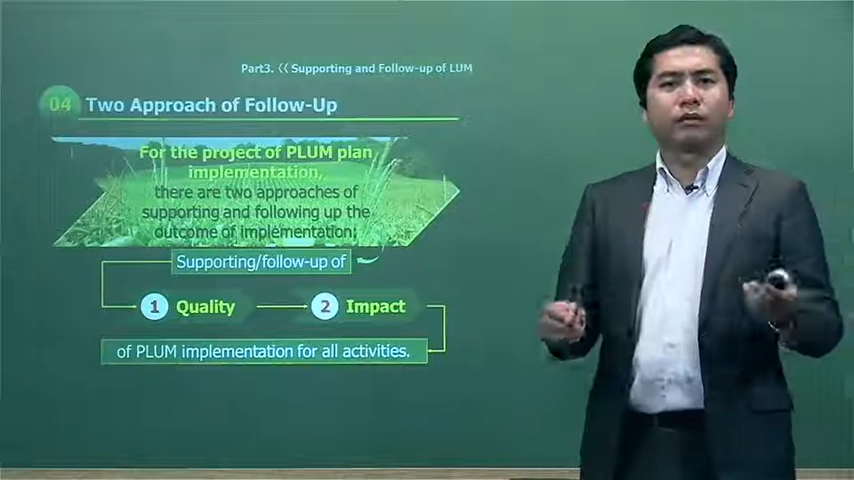 Part3. 《 Supporting and Follow-up of LUM
04 Two Approach of Follow-Up
For the project of PLUM plan
implementation,
there are two approaches of
supporting and following up the
outcome of implementation;
Supporting/follow-up of
1 Quality 2 Impact
of PLUM implementation for all activities.